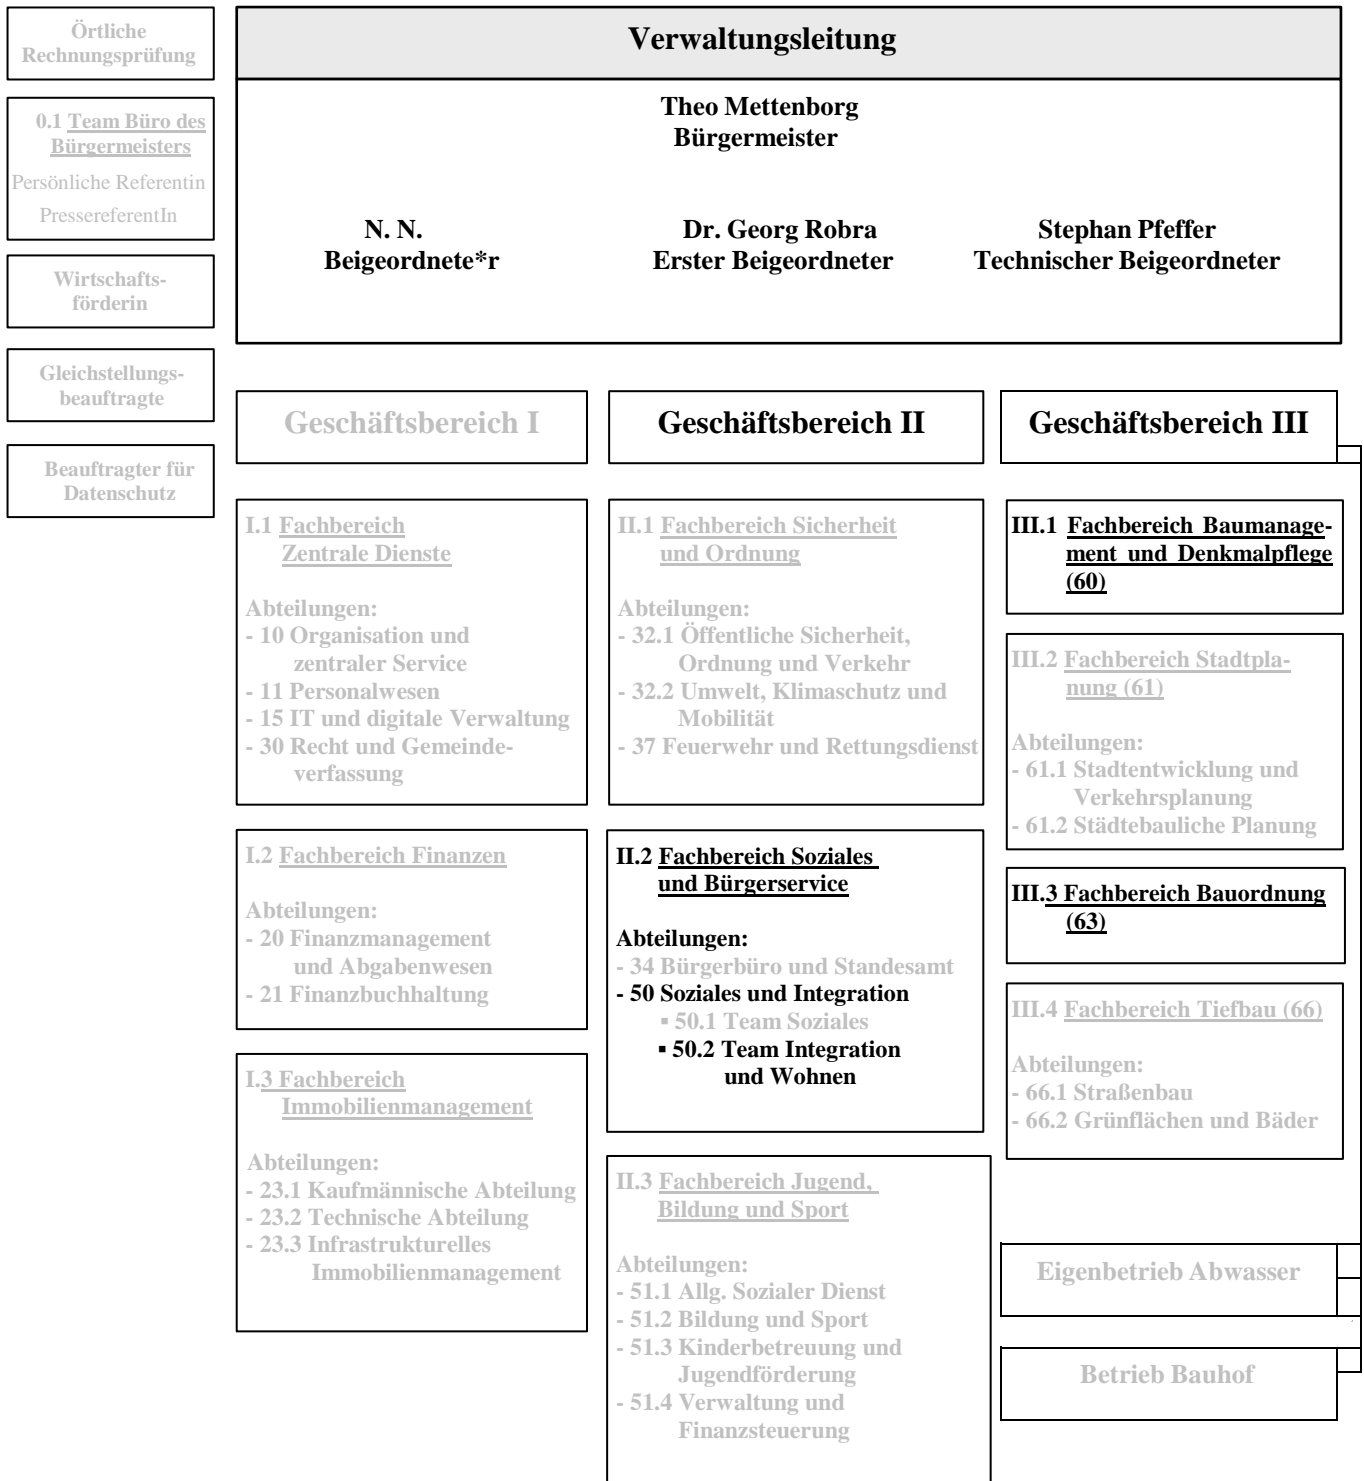 Örtliche
Rechnungsprüfung
0.1 Team Büro des
Bürgermeisters
Persönliche Referentin
PressereferentIn
Wirtschafts-
förderin
Gleichstellungs-
beauftragte
Beauftragter für
Datenschutz
Verwaltungsleitung
Theo Mettenborg
Bürgermeister
N. N.
Beigeordnete*r
Dr. Georg Robra
Erster Beigeordneter
Stephan Pfeffer
Technischer Beigeordneter
Geschäftsbereich I
I.1 Fachbereich
Zentrale Dienste
Abteilungen:
- 10 Organisation und
zentraler Service
- 11 Personalwesen
- 15 IT und digitale Verwaltung
- 30 Recht und Gemeinde-
verfassung
I.2 Fachbereich Finanzen
Abteilungen:
- 20 Finanzmanagement
und Abgabenwesen
- 21 Finanzbuchhaltung
I.3 Fachbereich
Immobilienmanagement
Abteilungen:
- 23.1 Kaufmännische Abteilung
- 23.2 Technische Abteilung
- 23.3 Infrastrukturelles
Immobilienmanagement
Geschäftsbereich II
II.1 Fachbereich Sicherheit
und Ordnung
Abteilungen:
- 32.1 Öffentliche Sicherheit,
Ordnung und Verkehr
- 32.2 Umwelt, Klimaschutz und
Mobilität
- 37 Feuerwehr und Rettungsdienst
II.2 Fachbereich Soziales
und Bürgerservice
Abteilungen:
- 34 Bürgerbüro und Standesamt
- 50 Soziales und Integration
▪ 50.1 Team Soziales
▪ 50.2 Team Integration
und Wohnen
II.3 Fachbereich Jugend,
Bildung und Sport
Abteilungen:
- 51.1 Allg. Sozialer Dienst
- 51.2 Bildung und Sport
- 51.3 Kinderbetreuung und
Jugendförderung
- 51.4 Verwaltung und
Finanzsteuerung
Geschäftsbereich III
III.1 Fachbereich Baumanage-
ment und Denkmalpflege
(60)
III.2 Fachbereich Stadtpla-
nung (61)
Abteilungen:
- 61.1 Stadtentwicklung und
Verkehrsplanung
- 61.2 Städtebauliche Planung
III.3 Fachbereich Bauordnung
(63)
III.4 Fachbereich Tiefbau (66)
Abteilungen:
- 66.1 Straßenbau
- 66.2 Grünflächen und Bäder
Eigenbetrieb Abwasser
Betrieb Bauhof